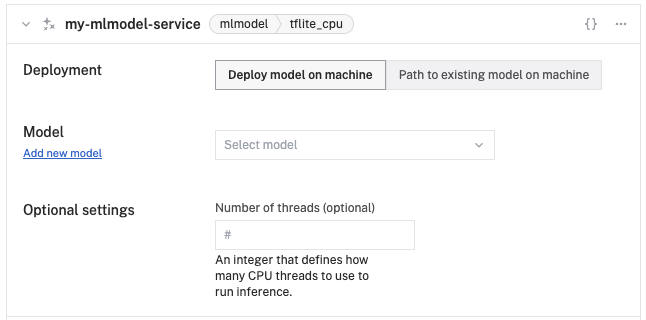 my-mlmodel-service mlmodel tflite_cpu {} ...
Deployment Deploy model on machine Path to existing model on machine
Model
Add new model
Select model
Optional settings Number of threads (optional)
#
An integer that defines how
many CPU threads to use to
run inference.